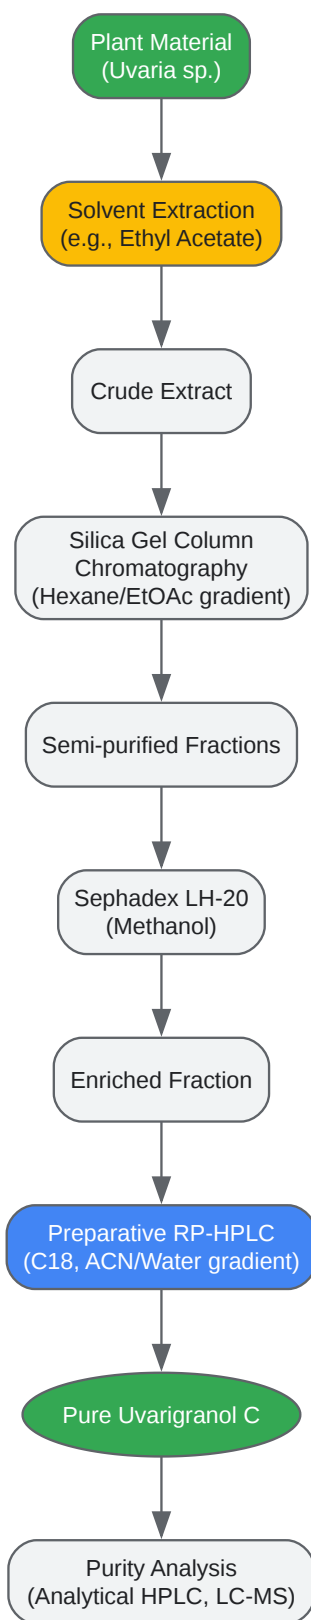 Plant Material
(Uvaria sp.)
Solvent Extraction
(e.g., Ethyl Acetate)
Crude Extract
Silica Gel Column
Chromatography
(Hexane/EtOAc gradient)
Semi-purified Fractions
Sephadex LH-20
(Methanol)
Enriched Fraction
Preparative RP-HPLC
(C18, ACN/Water gradient)
Pure Uvarigranol C
Purity Analysis
(Analytical HPLC, LC-MS)